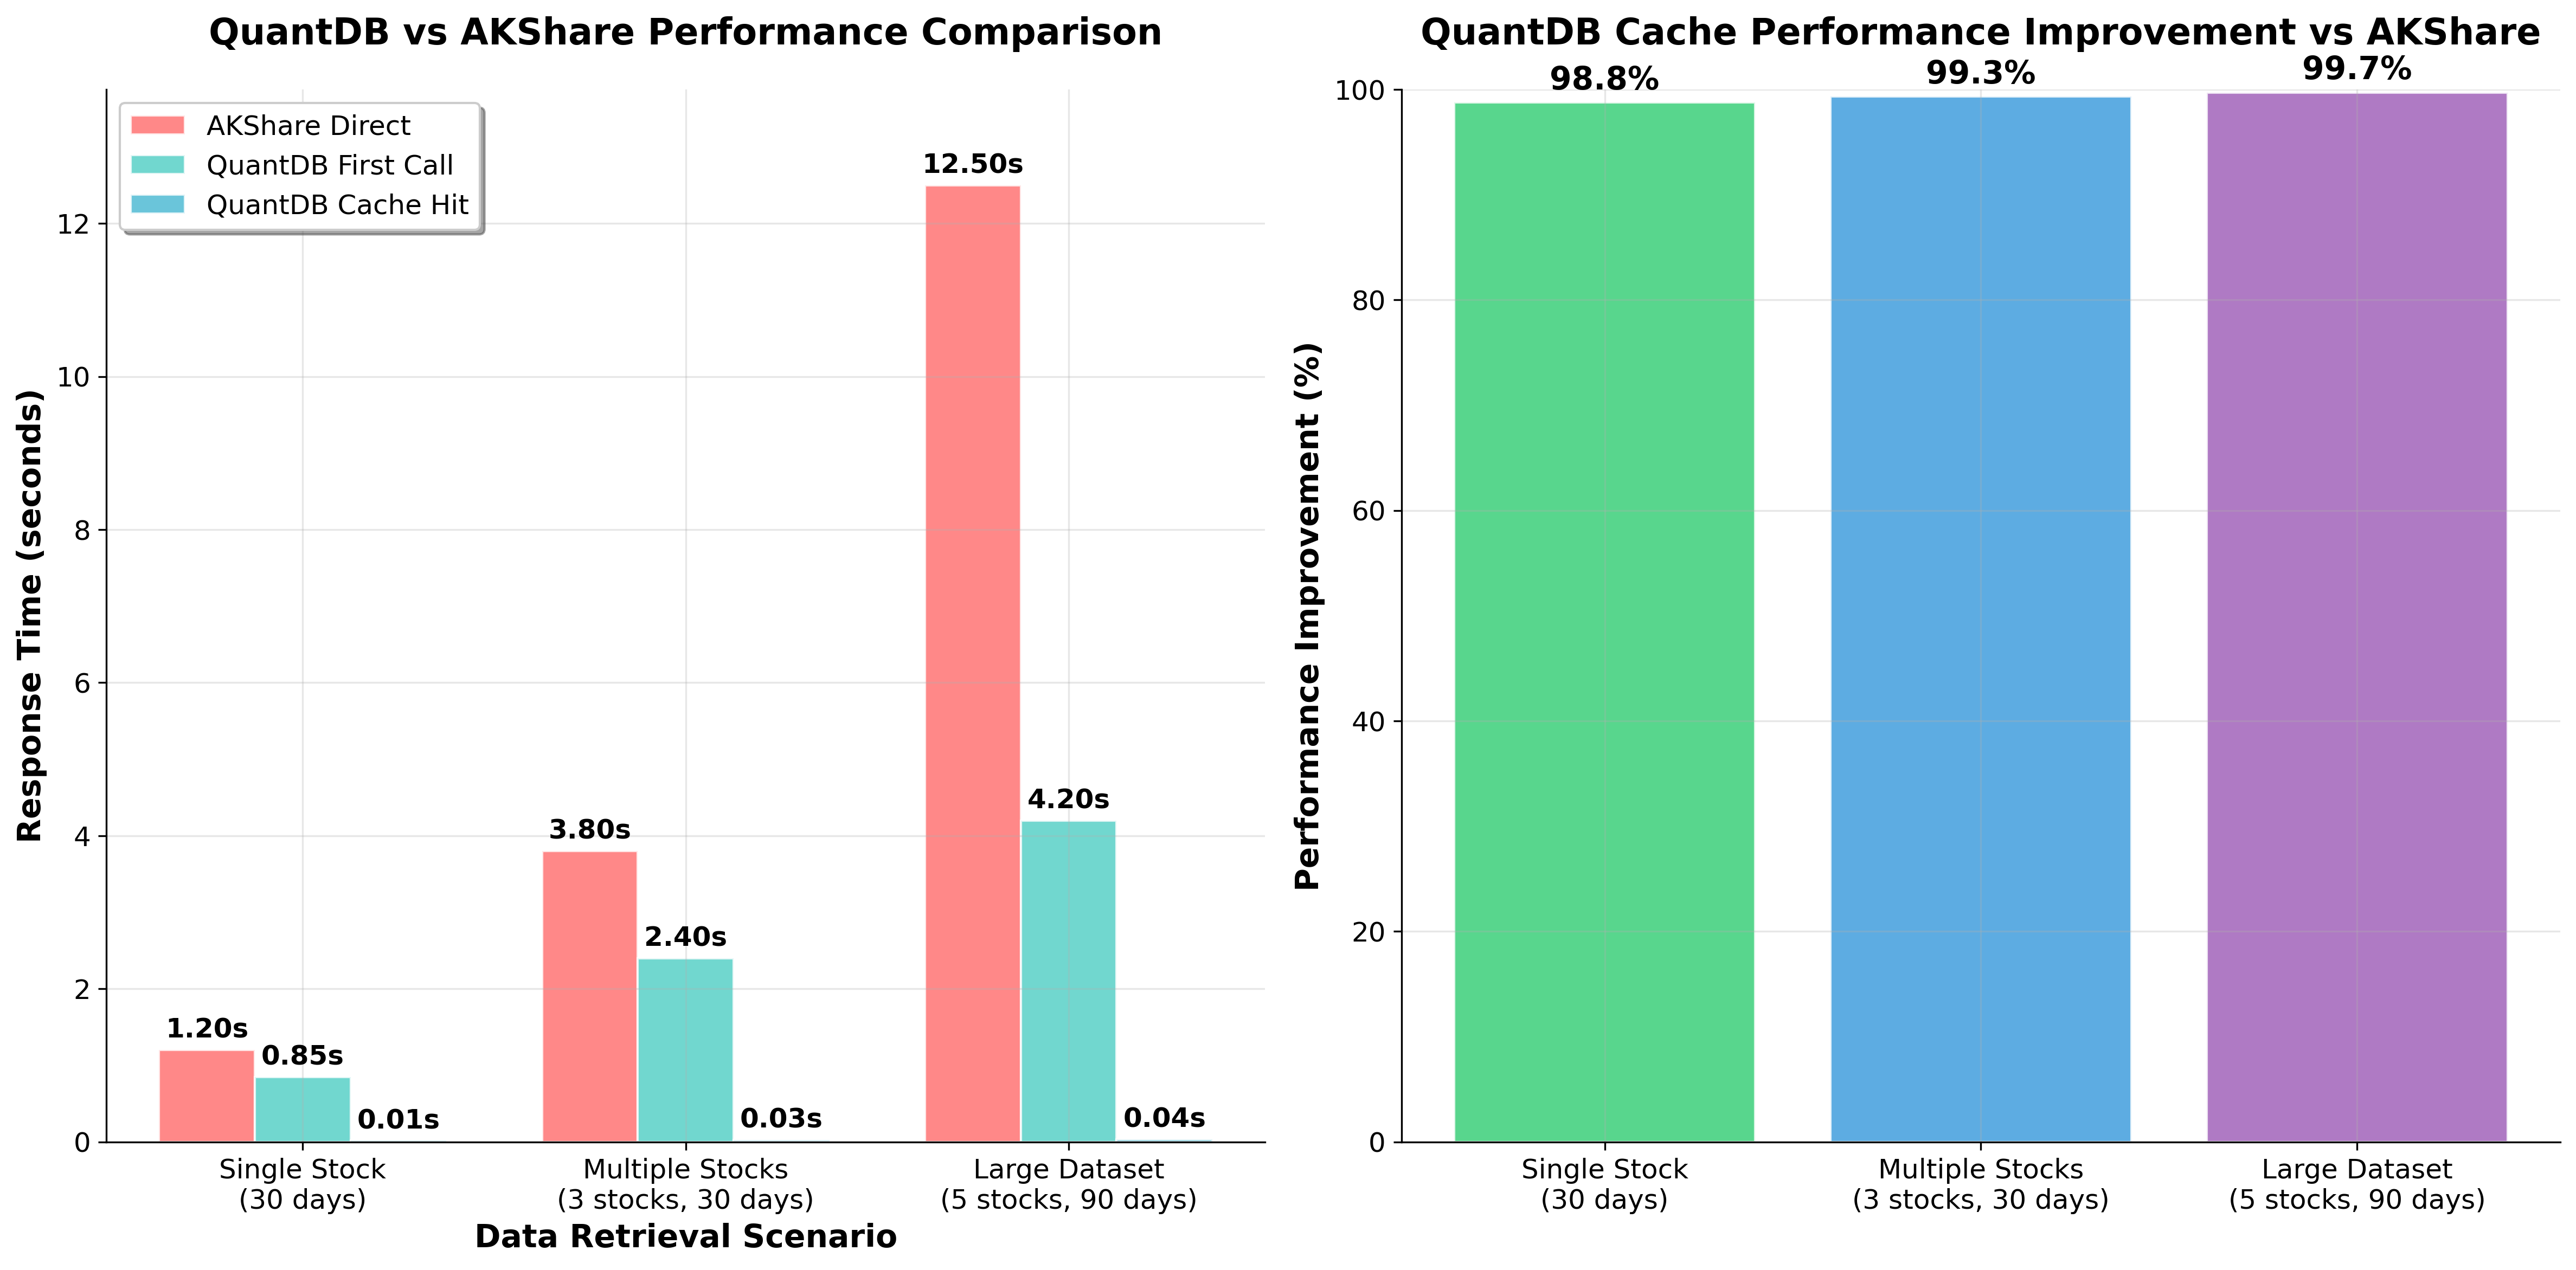 QuantDB vs AKShare Performance Comparison
AKShare Direct
QuantDB First Call
QuantDB Cache Hit
Response Time (seconds)
12
10
8
6
4
2
0
1.20s
0.85s
0.01s
3.80s
2.40s
0.03s
12.50s
4.20s
0.04s
Single Stock
(30 days)
Multiple Stocks
(3 stocks, 30 days)
Large Dataset
(5 stocks, 90 days)
Data Retrieval Scenario
QuantDB Cache Performance Improvement vs AKShare
98.8%
99.3%
99.7%
Performance Improvement (%)
100
80
60
40
20
0
Single Stock
(30 days)
Multiple Stocks
(3 stocks, 30 days)
Large Dataset
(5 stocks, 90 days)